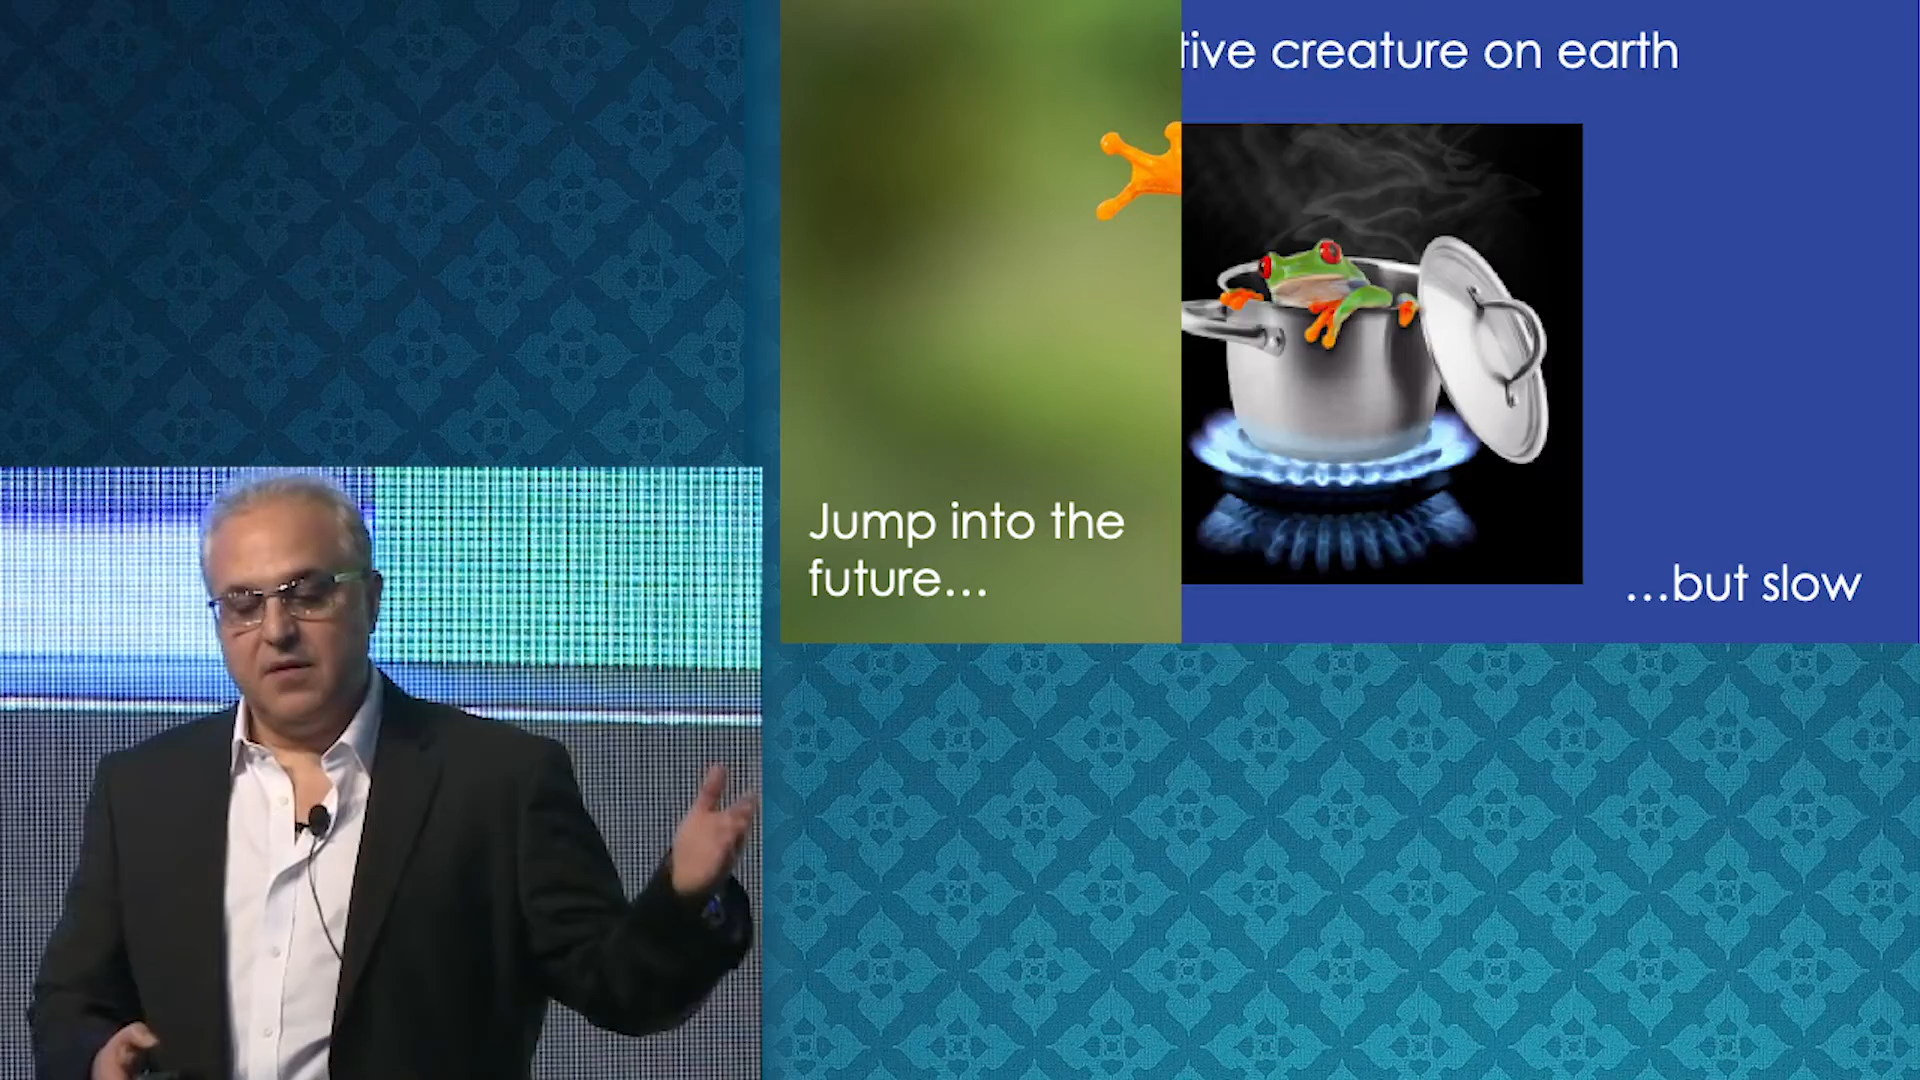 tive creature on earth
Jump into the
future…
…but slow